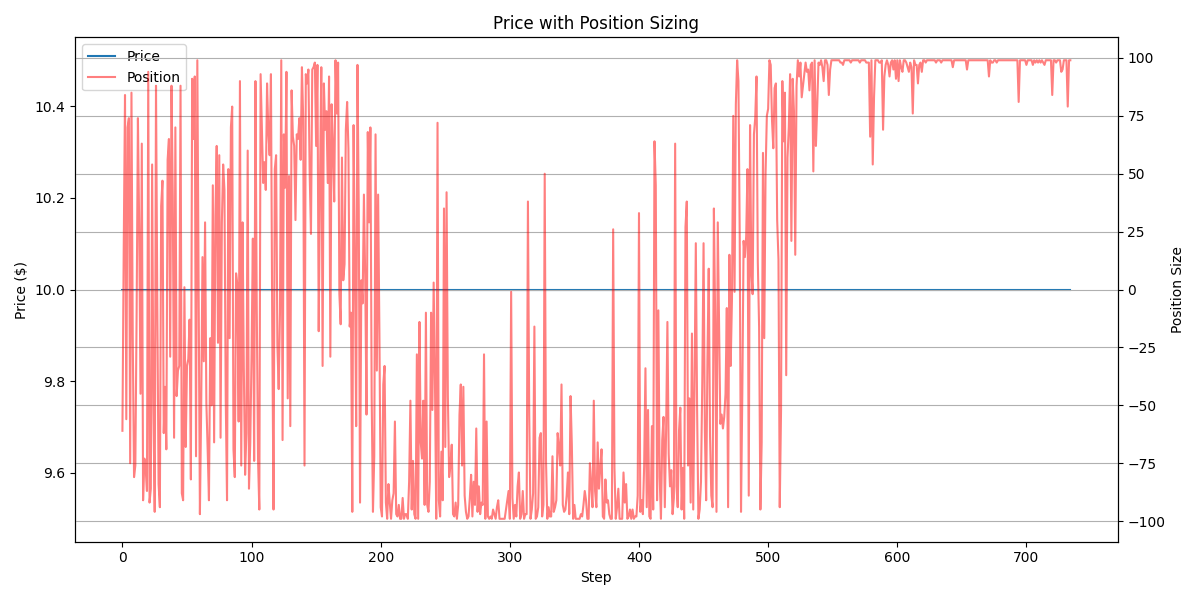 Price with Position Sizing
Price
Position
Price ($)
10.4
10.2
10.0
9.8
9.6
100
75
50
25
0
−25
−50
−75
−100
Position Size
0 100 200 300 400 500 600 700
Step